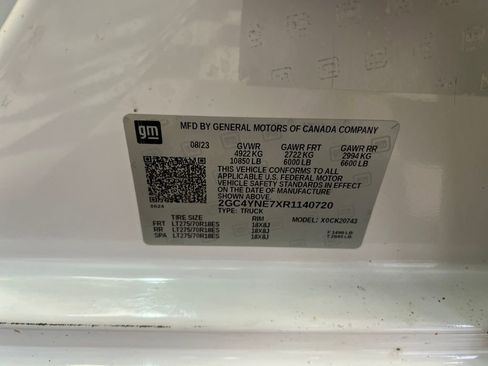 gm
MFD BY GENERAL MOTORS OF CANADA COMPANY
08/23 GVWR GAWR FRT GAWR RR
4922 KG 2722 KG 2994 KG
10850 LB 6000 LB 6600 LB
THIS VEHICLE CONFORMS TO ALL
APPLICABLE U.S. FEDERAL MOTOR
VEHICLE SAFETY STANDARDS IN EFFECT ON
THE DATE OF MANUFACTURE
SHOWN ABOVE.
2GC4YNE7XR1140720
TYPE: TRUCK MODEL: X0CK20743
TIRE SIZE RIM
FRT LT275/70R18ES 18X8J
RR LT275/70R18ES 18X8J
SPA LT275/70R18ES 18X8J